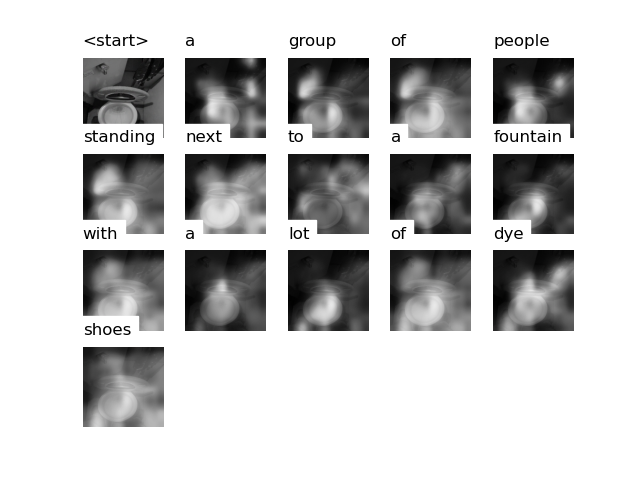 <start> a group of people
standing next to a fountain
with a lot of dye
shoes